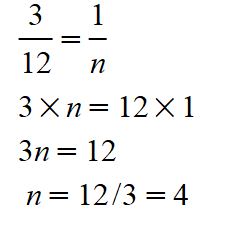 3/12 = 1/n
3×n = 12×1
3n = 12
n = 12/3 = 4